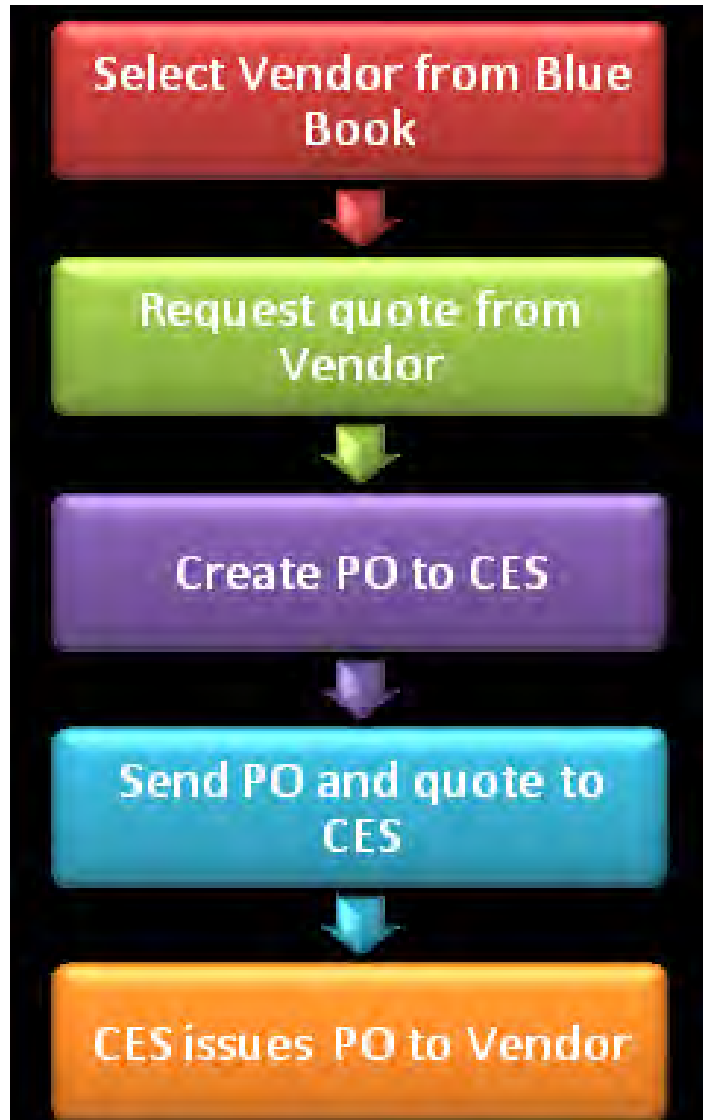 Select Vendor from Blue
Book
Request quote from
Vendor
Create PO to CES
Send PO and quote to
CES
CES issues PO to Vendor